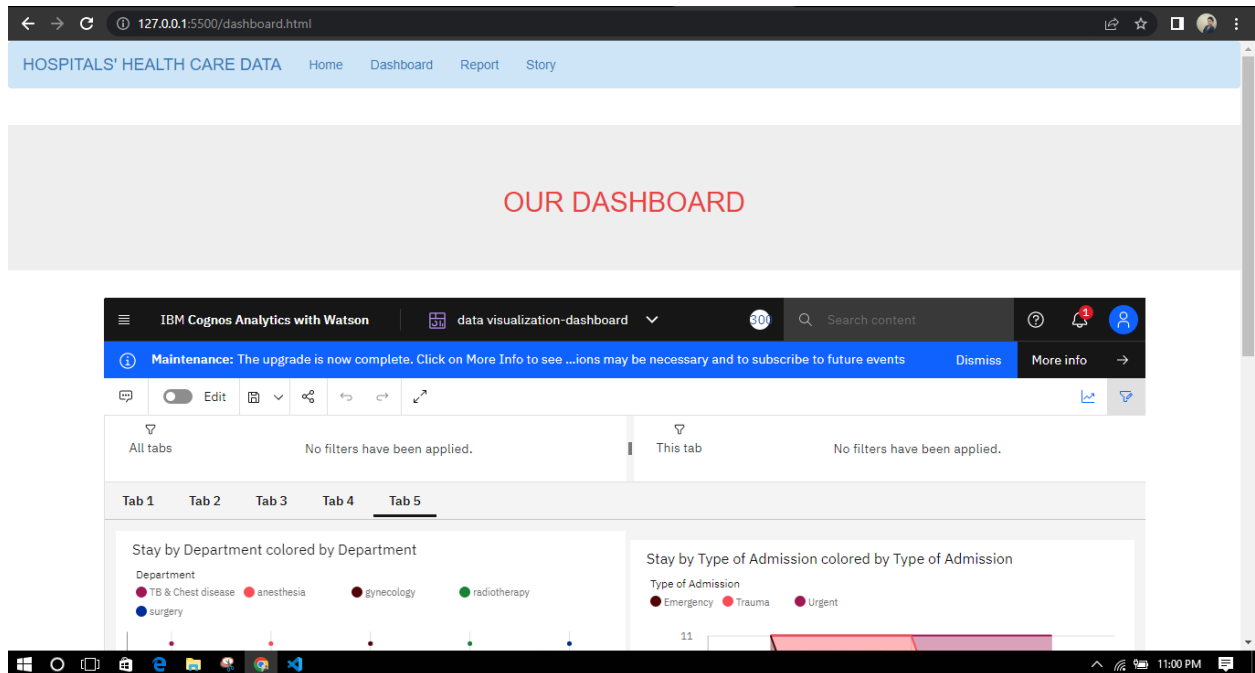 127.0.0.1:5500/dashboard.html
HOSPITALS' HEALTH CARE DATA Home Dashboard Report Story
OUR DASHBOARD
IBM Cognos Analytics with Watson data visualization-dashboard 300 Search content 1
Maintenance: The upgrade is now complete. Click on More Info to see ...ions may be necessary and to subscribe to future events Dismiss More info
Edit
All tabs No filters have been applied. This tab No filters have been applied.
Tab 1 Tab 2 Tab 3 Tab 4 Tab 5
Stay by Department colored by Department
Department
TB & Chest disease anesthesia gynecology radiotherapy
surgery
Stay by Type of Admission colored by Type of Admission
Type of Admission
Emergency Trauma Urgent
11
11:00 PM